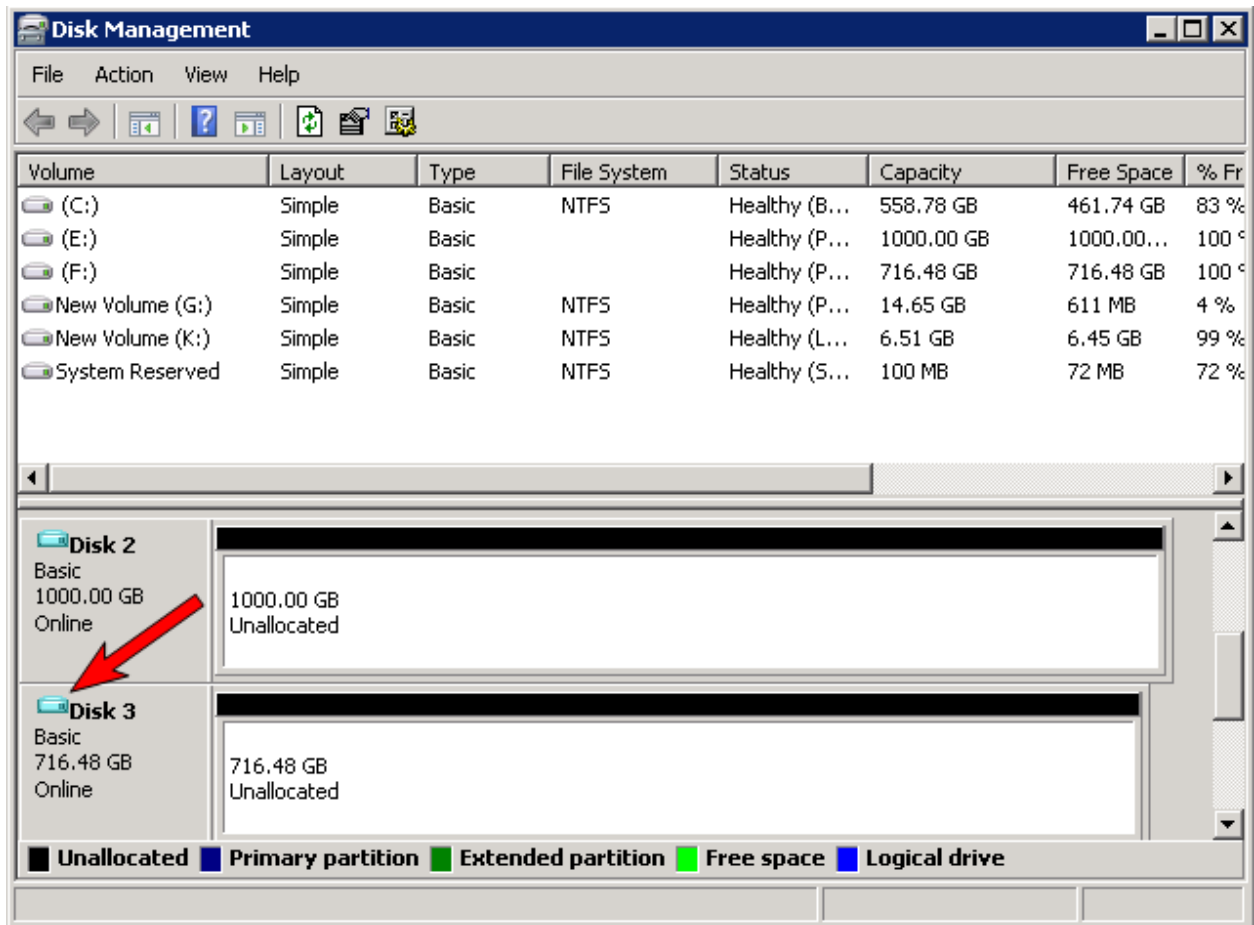 Disk Management
File Action View Help
Volume Layout Type File System Status Capacity Free Space % Fr
(C:) Simple Basic NTFS Healthy (B... 558.78 GB 461.74 GB 83 %
(E:) Simple Basic Healthy (P... 1000.00 GB 1000.00... 100 %
(F:) Simple Basic Healthy (P... 716.48 GB 716.48 GB 100 %
New Volume (G:) Simple Basic NTFS Healthy (P... 14.65 GB 611 MB 4 %
New Volume (K:) Simple Basic NTFS Healthy (L... 6.51 GB 6.45 GB 99 %
System Reserved Simple Basic NTFS Healthy (S... 100 MB 72 MB 72 %
Disk 2
Basic
1000.00 GB
Online
1000.00 GB
Unallocated
Disk 3
Basic
716.48 GB
Online
716.48 GB
Unallocated
Unallocated Primary partition Extended partition Free space Logical drive